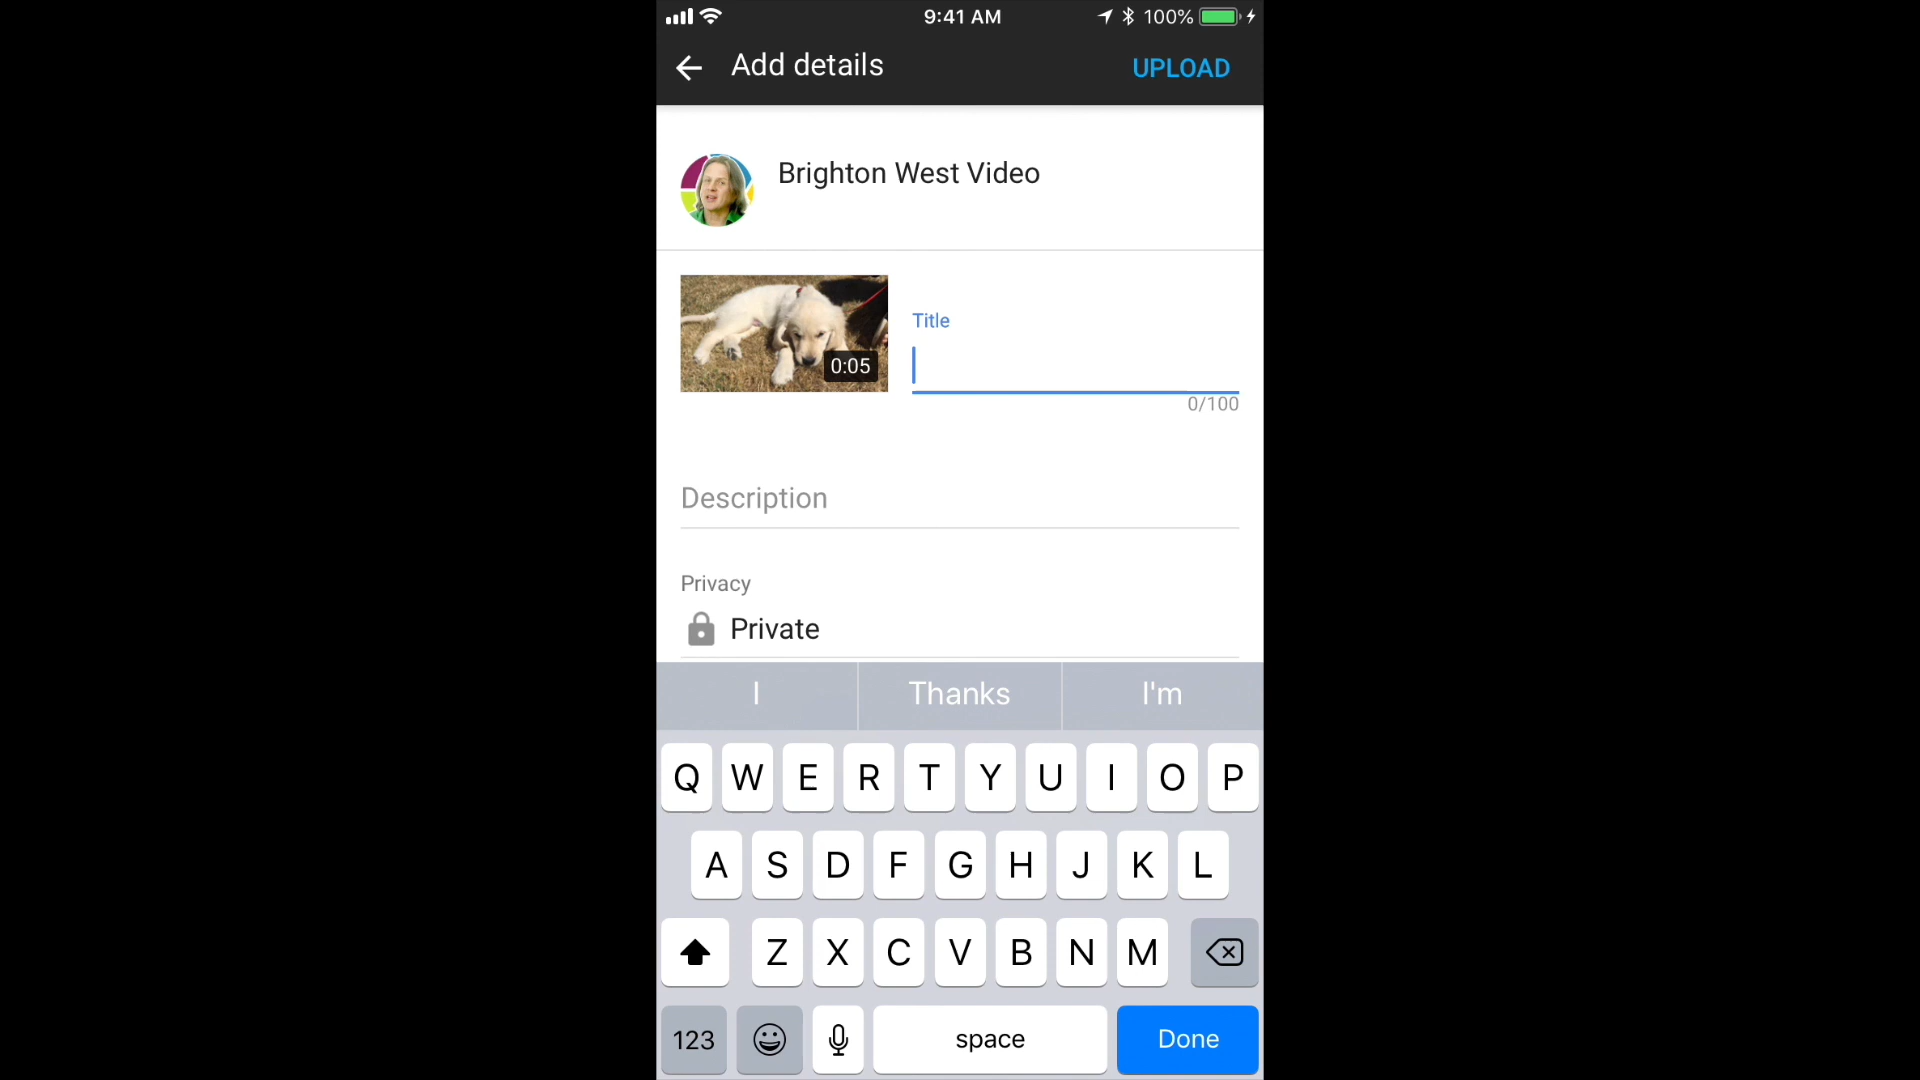 9:41 AM
100%
Add details
UPLOAD
Brighton West Video
0:05
Title
0/100
Description
Privacy
Private
I Thanks I'm
Q W E R T Y U I O P
A S D F G H J K L
Z X C V B N M
123 space Done